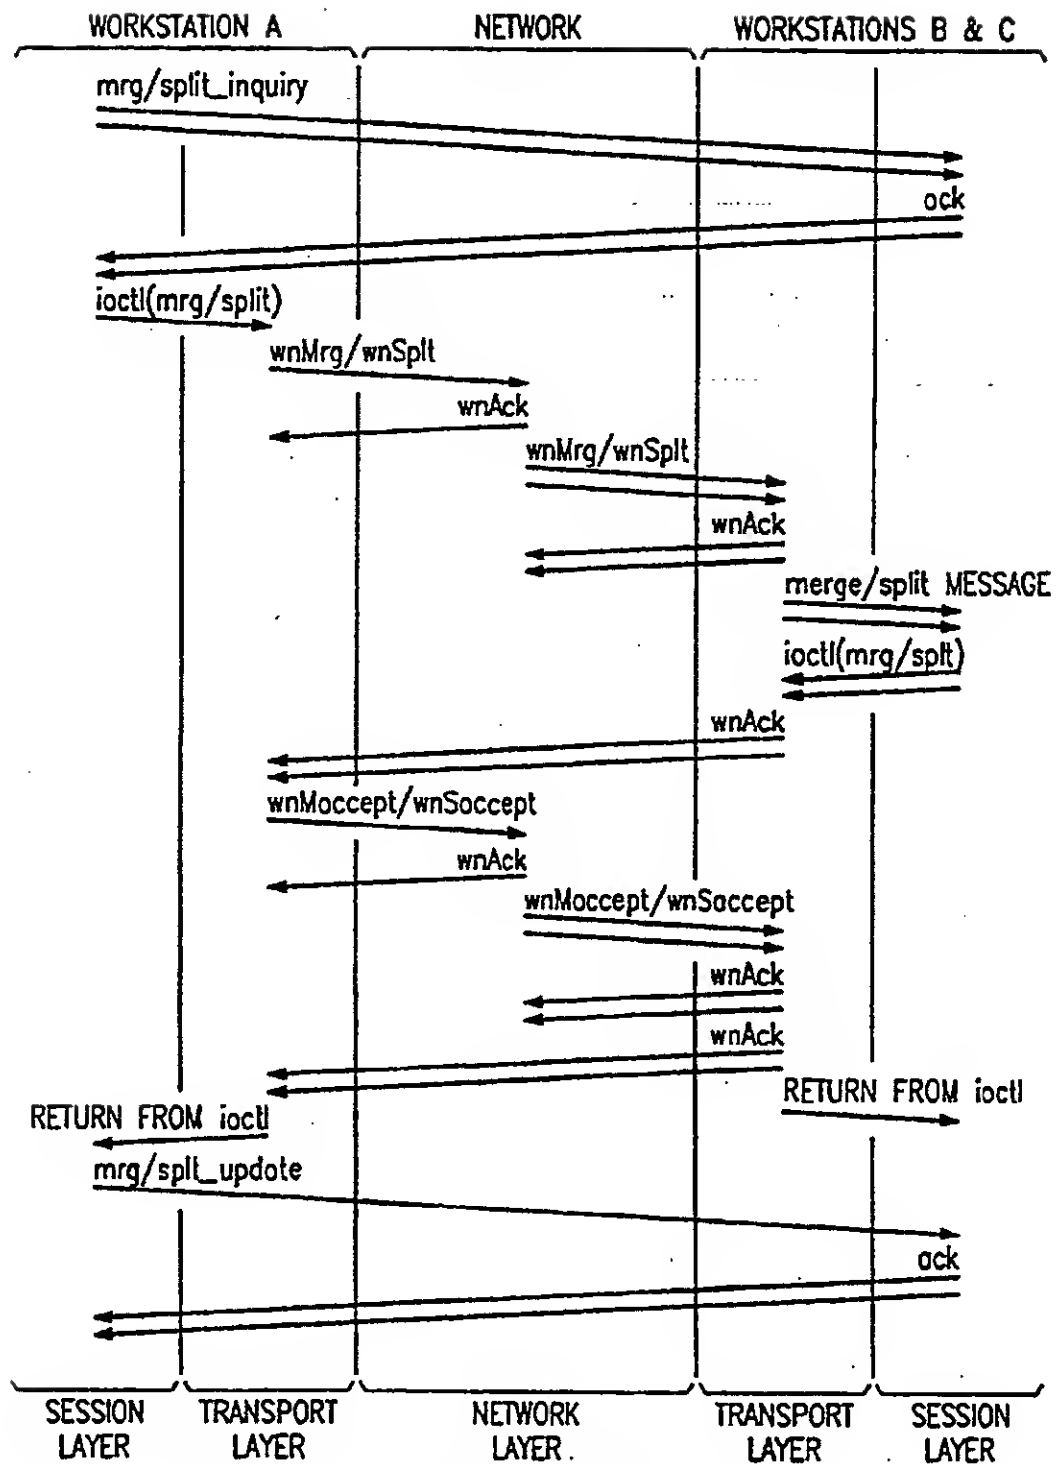 WORKSTATION A
NETWORK
WORKSTATIONS B & C
mrg/split_inquiry
ack
ioctl(mrg/split)
wnMrg/wnSplt
wnAck
wnMrg/wnSplt
wnAck
merge/split MESSAGE
ioctl(mrg/splt)
wnAck
wnMaccept/wnSaccept
wnAck
wnMaccept/wnSaccept
wnAck
wnAck
RETURN FROM ioctl
RETURN FROM ioctl
mrg/splt_update
ack
SESSION LAYER
TRANSPORT LAYER
NETWORK LAYER
TRANSPORT LAYER
SESSION LAYER